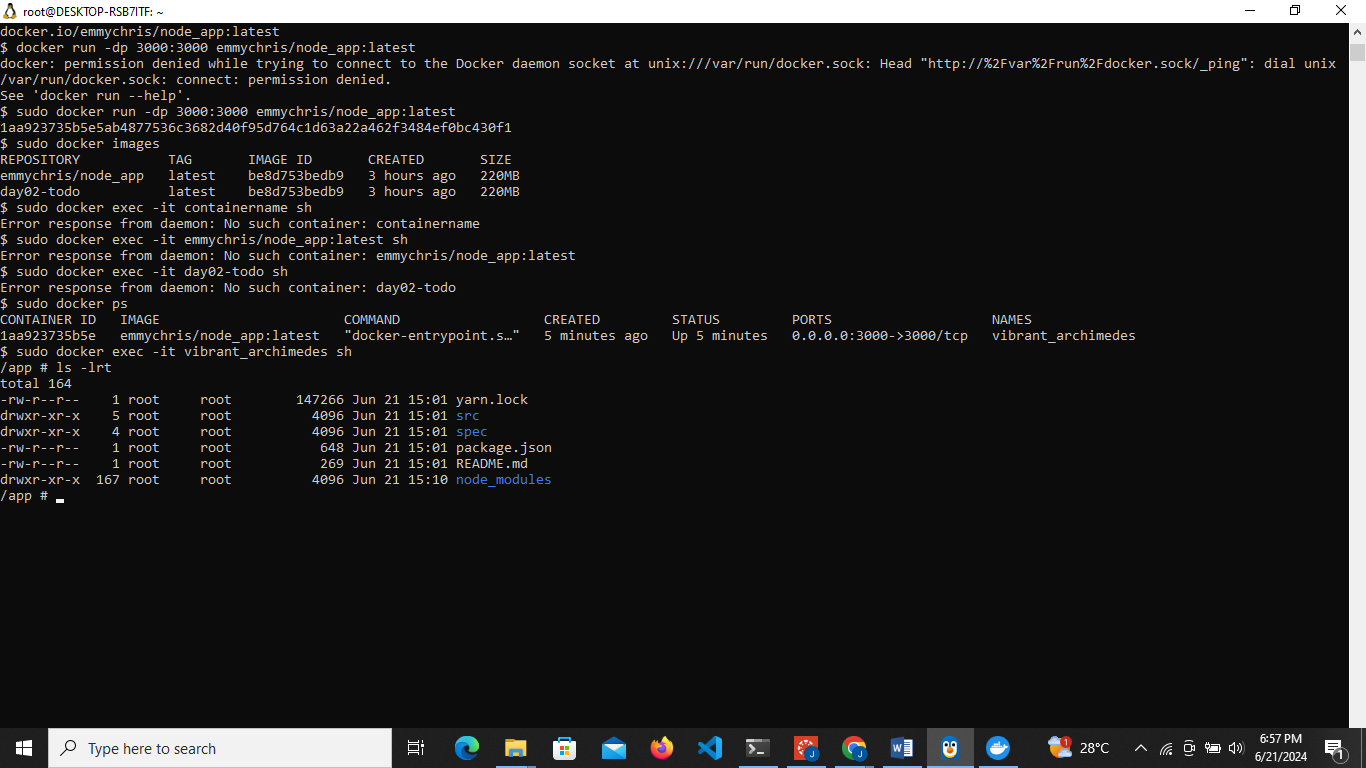 root@DESKTOP-RSB7ITF: ~
docker.io/emmychris/node_app:latest
$ docker run -dp 3000:3000 emmychris/node_app:latest
docker: permission denied while trying to connect to the Docker daemon socket at unix:///var/run/docker.sock: Head "http://%2Fvar%2Frun%2Fdocker.sock/_ping": dial unix
/var/run/docker.sock: connect: permission denied.
See 'docker run --help'.
$ sudo docker run -dp 3000:3000 emmychris/node_app:latest
1aa923735b5e5ab4877536c3682d40f95d764c1d63a22a462f3484ef0bc430f1
$ sudo docker images
REPOSITORY           TAG       IMAGE ID       CREATED       SIZE
emmychris/node_app   latest    be8d753bedb9   3 hours ago   220MB
day02-todo           latest    be8d753bedb9   3 hours ago   220MB
$ sudo docker exec -it containername sh
Error response from daemon: No such container: containername
$ sudo docker exec -it emmychris/node_app:latest sh
Error response from daemon: No such container: emmychris/node_app:latest
$ sudo docker exec -it day02-todo sh
Error response from daemon: No such container: day02-todo
$ sudo docker ps
CONTAINER ID   IMAGE                       COMMAND                  CREATED         STATUS         PORTS                    NAMES
1aa923735b5e   emmychris/node_app:latest   "docker-entrypoint.s…"   5 minutes ago   Up 5 minutes   0.0.0.0:3000->3000/tcp   vibrant_archimedes
$ sudo docker exec -it vibrant_archimedes sh
/app # ls -lrt
total 164
-rw-r--r--    1 root     root        147266 Jun 21 15:01 yarn.lock
drwxr-xr-x    5 root     root          4096 Jun 21 15:01 src
drwxr-xr-x    4 root     root          4096 Jun 21 15:01 spec
-rw-r--r--    1 root     root           648 Jun 21 15:01 package.json
-rw-r--r--    1 root     root           269 Jun 21 15:01 README.md
drwxr-xr-x  167 root     root          4096 Jun 21 15:10 node_modules
/app #
Type here to search
28°C
6:57 PM
6/21/2024